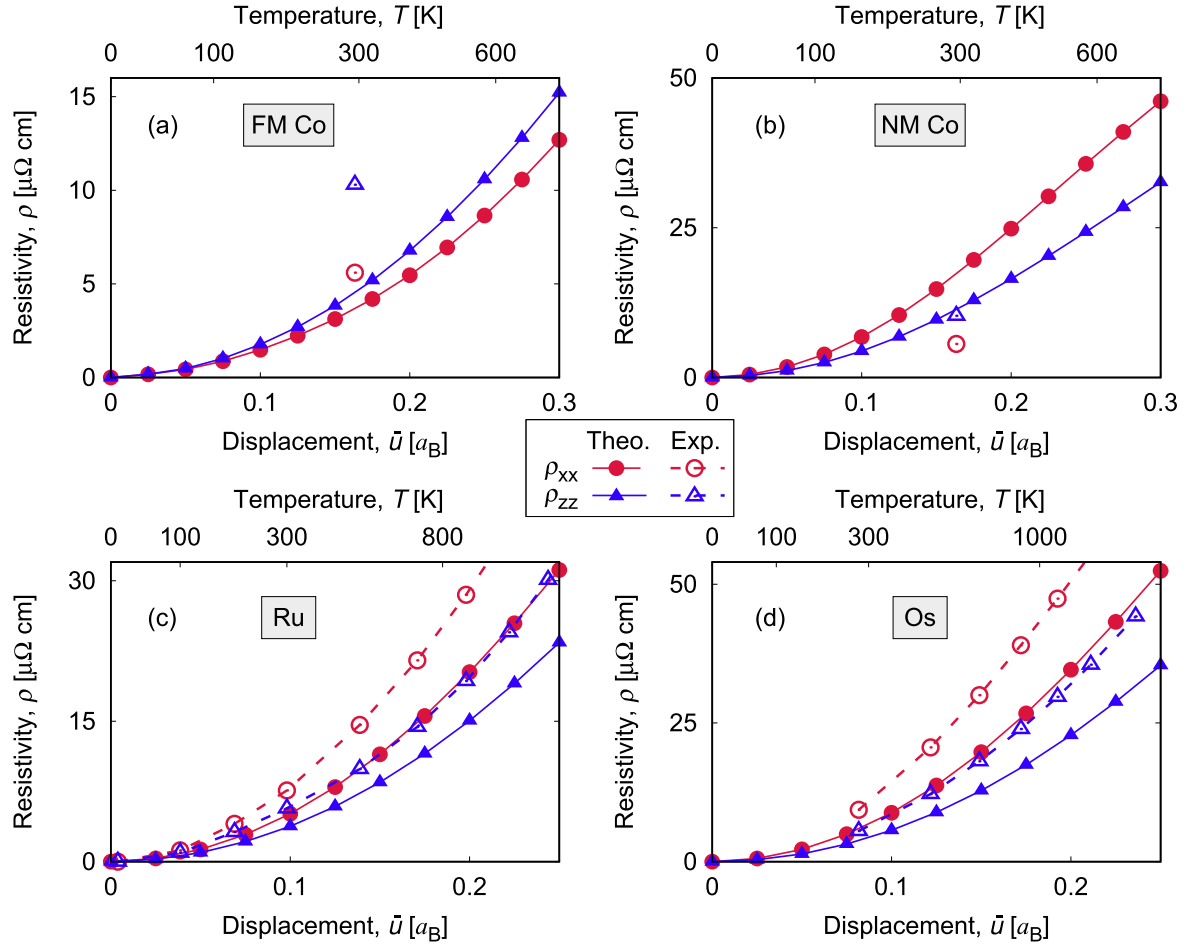 Temperature, T [K]
0 100 300 600
15
10
5
0
Resistivity, ρ [μΩ cm]
(a)
FM Co
0 0.1 0.2 0.3
Displacement, ū [aB]
Temperature, T [K]
0 100 300 600
50
25
0
Resistivity, ρ [μΩ cm]
(b)
NM Co
0 0.1 0.2 0.3
Displacement, ū [aB]
Theo. Exp.
ρxx
ρzz
Temperature, T [K]
0 100 300 800
30
15
0
Resistivity, ρ [μΩ cm]
(c)
Ru
0 0.1 0.2
Displacement, ū [aB]
Temperature, T [K]
0 100 300 1000
50
25
0
Resistivity, ρ [μΩ cm]
(d)
Os
0 0.1 0.2
Displacement, ū [aB]